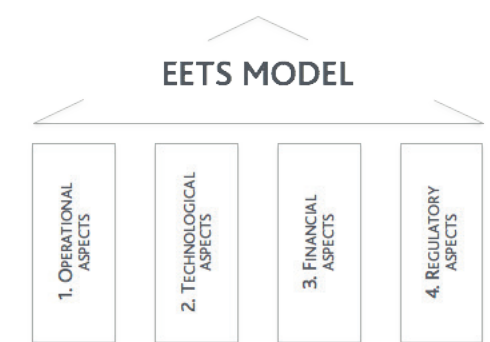 EETS MODEL
1. OPERATIONAL
ASPECTS
2. TECHNOLOGICAL
ASPECTS
3. FINANCIAL
ASPECTS
4. REGULATORY
ASPECTS